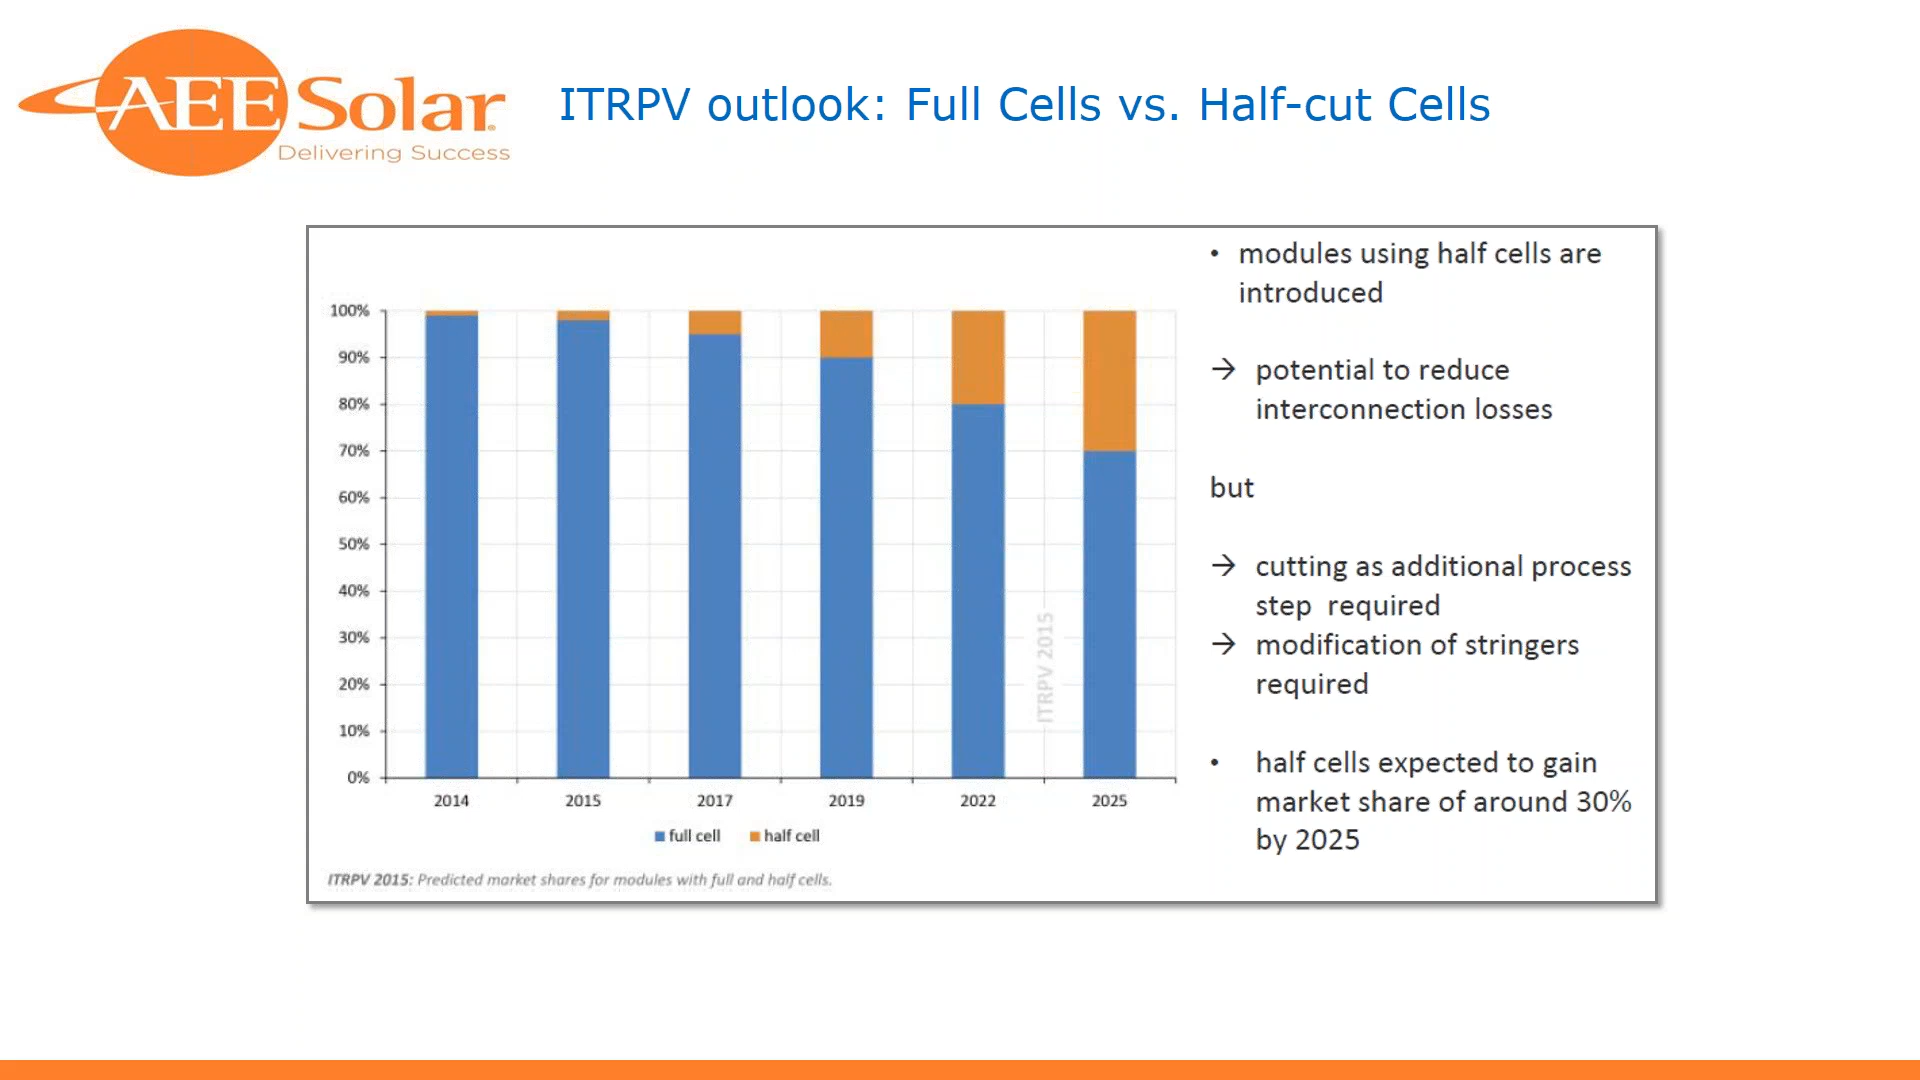 AEE Solar
Delivering Success
ITRPV outlook: Full Cells vs. Half-cut Cells
100%
90%
80%
70%
60%
50%
40%
30%
20%
10%
0%
2014 2015 2017 2019 2022 2025
ITRPV 2015
full cell half cell
ITRPV 2015: Predicted market shares for modules with full and half cells.
• modules using half cells are
introduced
→ potential to reduce
interconnection losses
but
→ cutting as additional process
step required
→ modification of stringers
required
• half cells expected to gain
market share of around 30%
by 2025